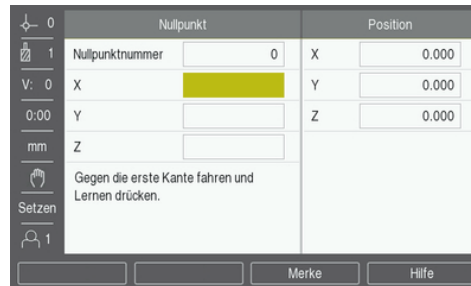 0 Nullpunkt Position
1 Nullpunktnummer 0 X 0.000
V: 0 X Y 0.000
0:00 Y Z 0.000
mm Z
Gegen die erste Kante fahren und
Lernen drücken.
Setzen
1
Merke Hilfe